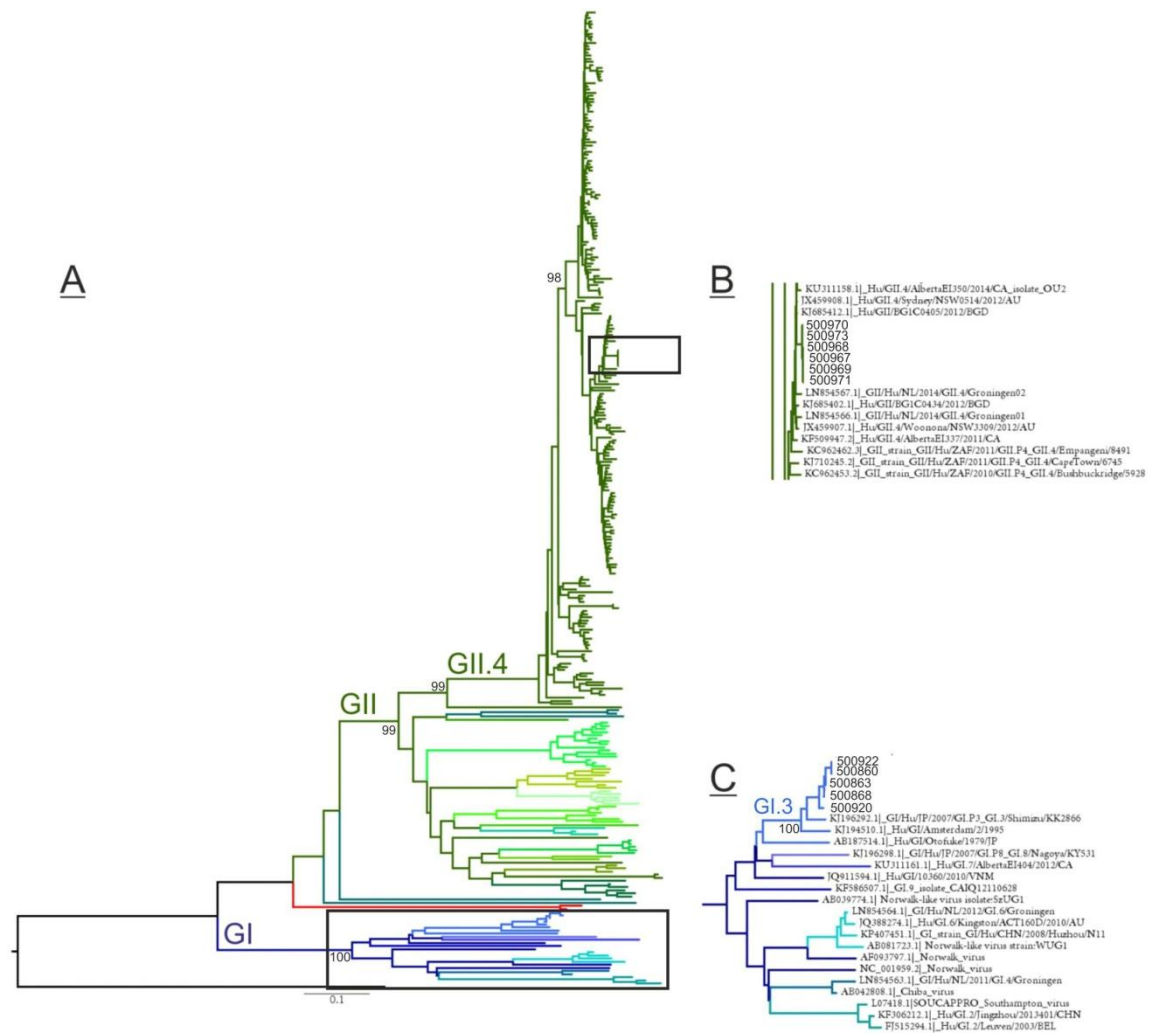 A
98
GII.4
99
GII
99
GI
100
0.1
B
KU311158.1|_Hu/GII.4/AlbertaEI350/2014/CA_isolate_OU2
JX459908.1|_Hu/GII.4/Sydney/NSW0514/2012/AU
KJ685412.1|_Hu/GII/BG1C0405/2012/BGD
500970
500973
500968
500967
500969
500971
LN854567.1|_GII/Hu/NL/2014/GII.4/Groningen02
KJ685402.1|_Hu/GII/BG1C0434/2012/BGD
LN854566.1|_GII/Hu/NL/2014/GII.4/Groningen01
JX459907.1|_Hu/GII.4/Woonona/NSW3309/2012/AU
KF509947.2|_Hu/GII.4/AlbertaEI337/2011/CA
KC962462.3|_GII_strain_GII/Hu/ZAF/2011/GII.P4_GII.4/Empangeni/8491
KJ710245.2|_GII_strain_GII/Hu/ZAF/2011/GII.P4_GII.4/CapeTown/6745
KC962453.2|_GII_strain_GII/Hu/ZAF/2010/GII.P4_GII.4/Bushbuckridge/5928
C
500922
500860
500863
500868
GI.3
500920
KJ196292.1|_GI/Hu/JP/2007/GI.P3_GI.3/Shimizu/KK2866
100
KJ194510.1|_Hu/GI/Amsterdam/2/1995
AB187514.1|_Hu/GI/Otofuke/1979/JP
KJ196298.1|_GI/Hu/JP/2007/GI.P8_GI.8/Nagoya/KY531
KU311161.1|_Hu/GI.7/AlbertaEI404/2012/CA
JQ911594.1|_Hu/GI/10360/2010/VNM
KF586507.1|_GI.9_isolate_CAIQ12110628
AB039774.1| Norwalk-like virus isolate:SzUG1
LN854564.1|_GI/Hu/NL/2012/GI.6/Groningen
JQ388274.1|_Hu/GI.6/Kingston/ACT160D/2010/AU
KP407451.1|_GI_strain_GI/Hu/CHN/2008/Huzhou/N11
AB081723.1| Norwalk-like virus strain:WUG1
AF093797.1|_Norwalk_virus
NC_001959.2|_Norwalk_virus
LN854563.1|_GI/Hu/NL/2011/GI.4/Groningen
AB042808.1|_Chiba_virus
L07418.1|SOUCAPPRO_Southampton_virus
KF306212.1|_Hu/GI.2/Jingzhou/2013401/CHN
FJ515294.1|_Hu/GI.2/Leuven/2003/BEL